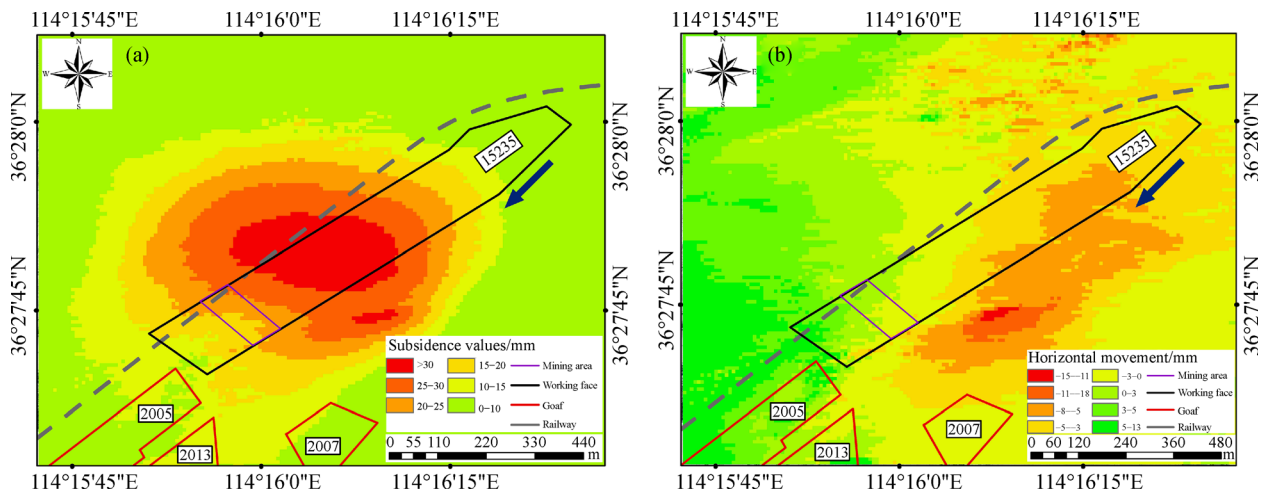 114°15'45"E
114°16'0"E
114°16'15"E
N
W
E
S
(a)
15235
36°28'0"N
36°28'0"N
36°27'45"N
36°27'45"N
2005
2013
2007
Subsidence values/mm
>30
15-20
Mining area
25-30
10-15
Working face
20-25
0-10
Goaf
Railway
0 55 110 220 330 440
m
114°15'45"E
114°16'0"E
114°16'15"E
114°15'45"E
114°16'0"E
114°16'15"E
N
W
E
S
(b)
15235
36°28'0"N
36°28'0"N
36°27'45"N
36°27'45"N
2005
2013
2007
Horizontal movement/mm
-15—11
-3-0
Mining area
-11—18
0-3
Working face
-8—5
3-5
Goaf
-5—3
5-13
Railway
0 60 120 240 360 480
m
114°15'45"E
114°16'0"E
114°16'15"E